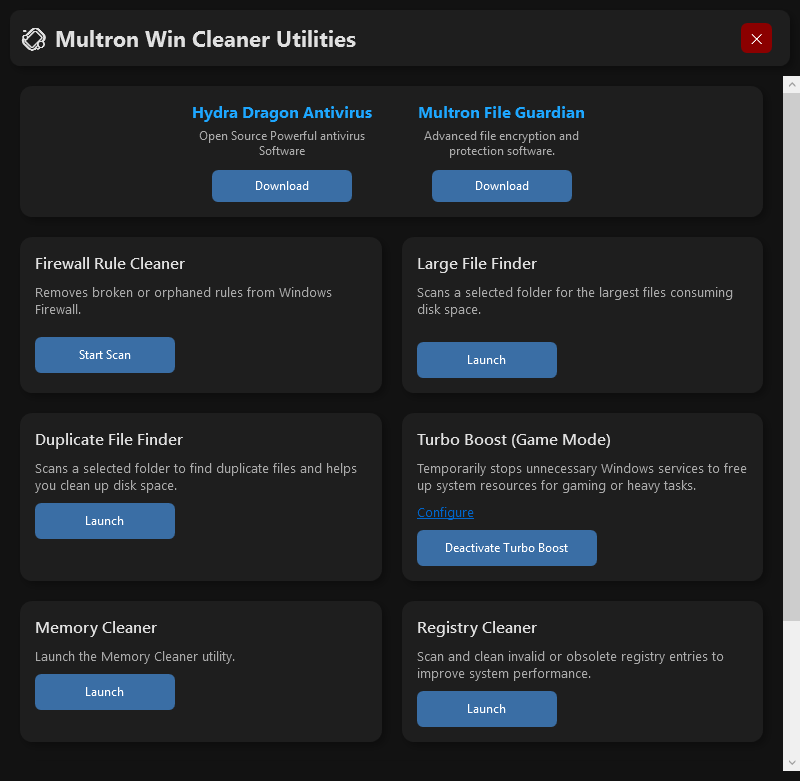 Multron Win Cleaner Utilities
Hydra Dragon Antivirus
Open Source Powerful antivirus
Software
Download
Multron File Guardian
Advanced file encryption and
protection software.
Download
Firewall Rule Cleaner
Removes broken or orphaned rules from Windows
Firewall.
Start Scan
Large File Finder
Scans a selected folder for the largest files consuming
disk space.
Launch
Duplicate File Finder
Scans a selected folder to find duplicate files and helps
you clean up disk space.
Launch
Turbo Boost (Game Mode)
Temporarily stops unnecessary Windows services to free
up system resources for gaming or heavy tasks.
Configure
Deactivate Turbo Boost
Memory Cleaner
Launch the Memory Cleaner utility.
Launch
Registry Cleaner
Scan and clean invalid or obsolete registry entries to
improve system performance.
Launch